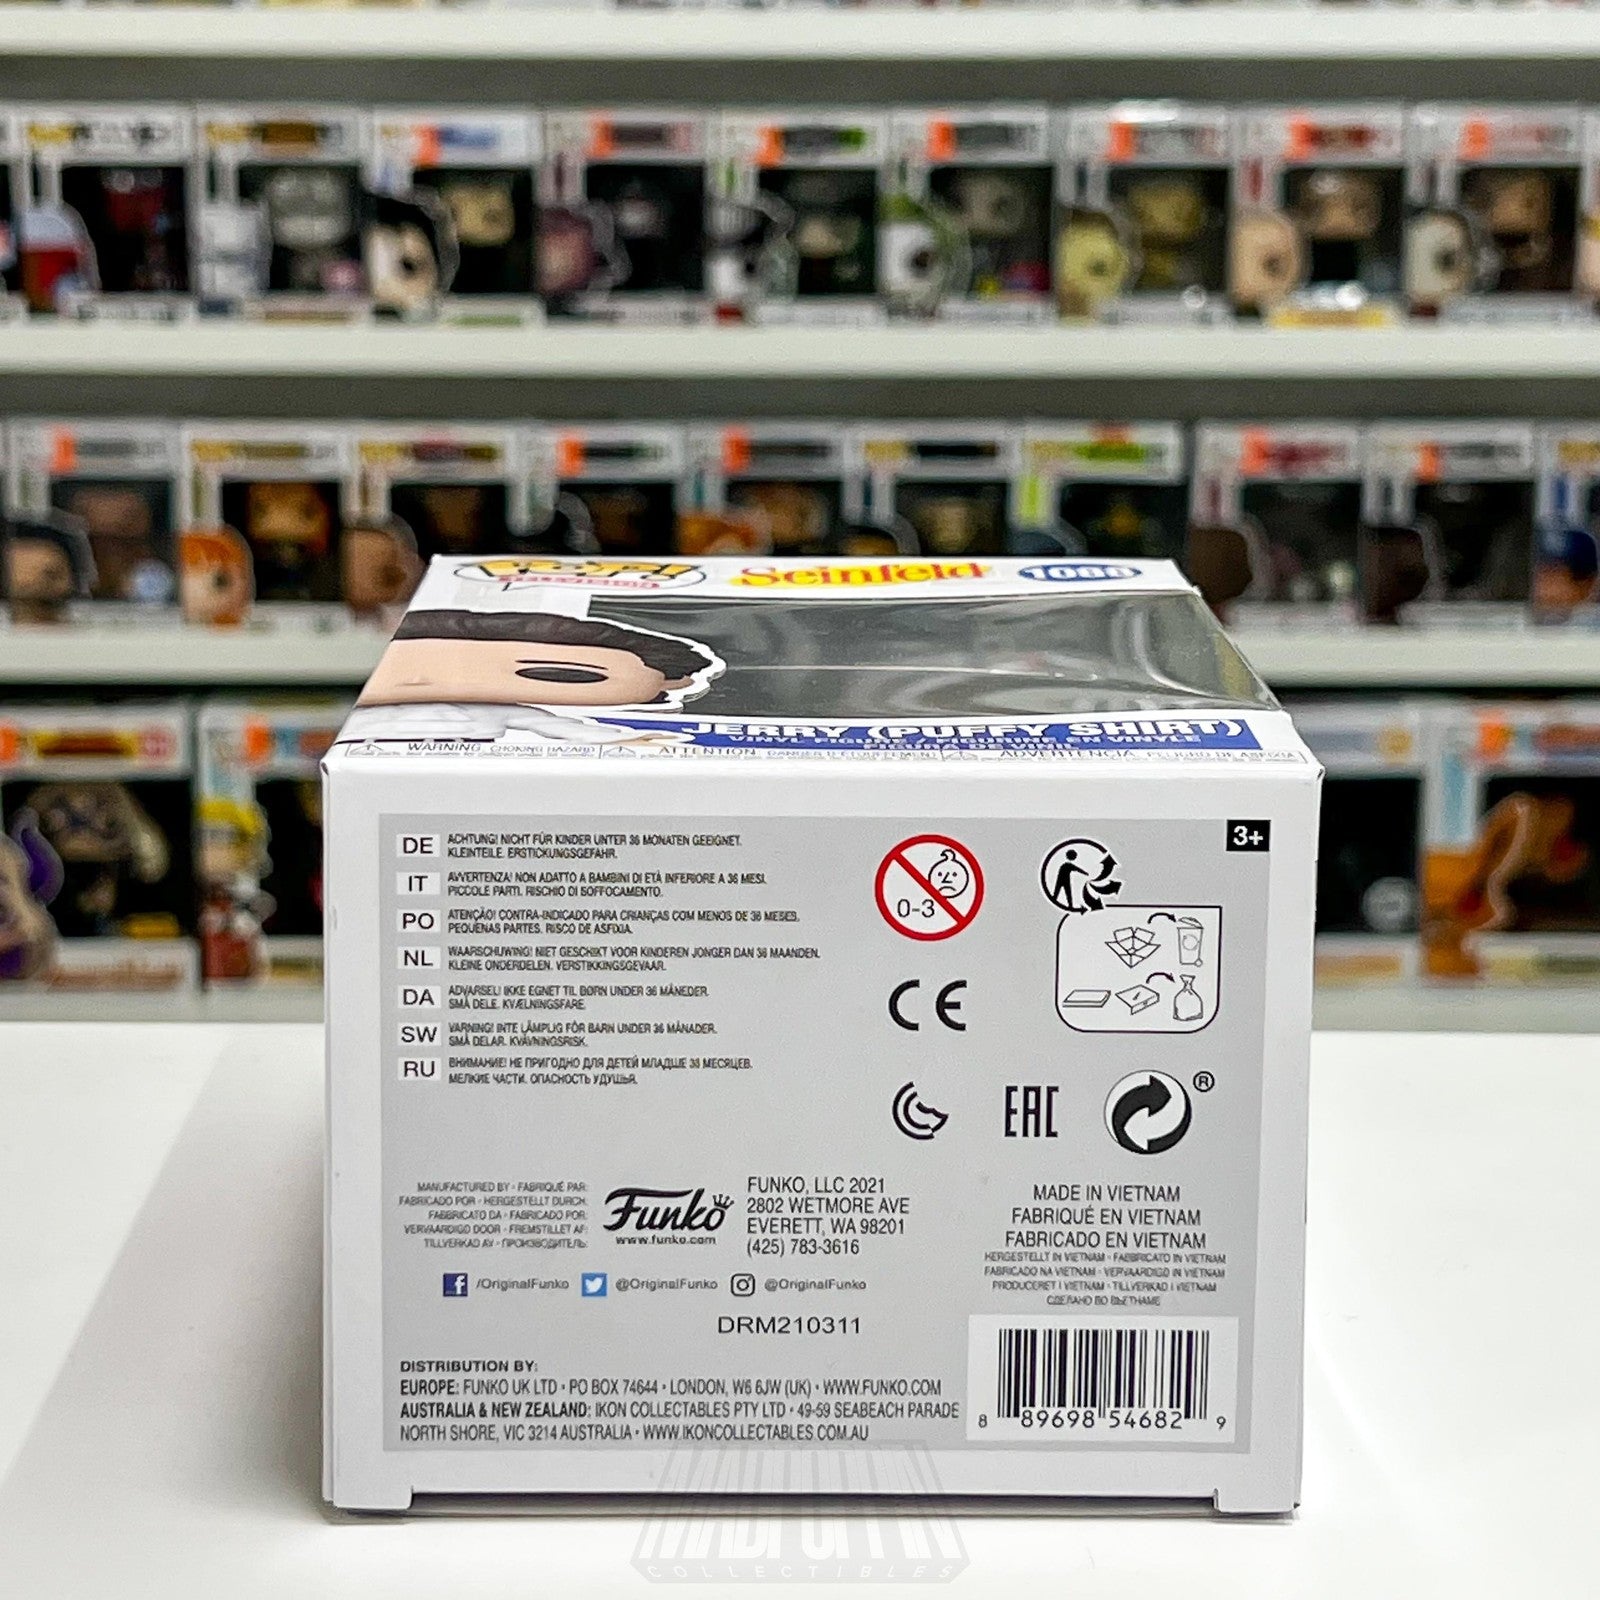 POP!
TELEVISION
Seinfeld
JERRY (PUFFY SHIRT)
VINYL FIGURE / FIGURINE EN VINYLE
FIGURA DE VINIL
WARNING CHOKING HAZARD
ATTENTION
ADVERTENCIA
3+
DE ACHTUNG! NICHT FÜR KINDER UNTER 36 MONATEN GEEIGNET.
KLEINTEILE. ERSTICKUNGSGEFAHR.
IT AVVERTENZA! NON ADATTO A BAMBINI DI ETÀ INFERIORE A 36 MESI.
PICCOLE PARTI. RISCHIO DI SOFFOCAMENTO.
PO ATENÇÃO! CONTRA-INDICADO PARA CRIANÇAS COM MENOS DE 36 MESES.
PEQUENAS PARTES. RISCO DE ASFIXIA.
NL WAARSCHUWING! NIET GESCHIKT VOOR KINDEREN JONGER DAN 36 MAANDEN.
KLEINE ONDERDELEN. VERSTIKKINGSGEVAAR.
DA ADVARSEL! IKKE EGNET TIL BØRN UNDER 36 MÅNEDER.
SMÅ DELE. KVÆLNINGSFARE.
SW VARNING! INTE LÄMPLIG FÖR BARN UNDER 36 MÅNADER.
SMÅ DELAR. KVÄVNINGSRISK.
RU ВНИМАНИЕ! НЕ ПРИГОДНО ДЛЯ ДЕТЕЙ МЛАДШЕ 36 МЕСЯЦЕВ.
МЕЛКИЕ ЧАСТИ. ОПАСНОСТЬ УДУШЬЯ.
0-3
CE
EAC
®
MANUFACTURED BY · FABRIQUÉ PAR:
FABRICADO POR · HERGESTELLT DURCH:
FABBRICATO DA · FABRICADO POR:
VERVAARDIGD DOOR · FREMSTILLET AF:
TILLVERKAD AV · ПРОИЗВОДИТЕЛЬ:
Funko
www.funko.com
FUNKO, LLC 2021
2802 WETMORE AVE
EVERETT, WA 98201
(425) 783-3616
MADE IN VIETNAM
FABRIQUÉ EN VIETNAM
FABRICADO EN VIETNAM
HERGESTELLT IN VIETNAM · FABBRICATO IN VIETNAM
FABRICADO NA VIETNAM · VERVAARDIGD IN VIETNAM
PRODUCERET I VIETNAM · TILLVERKAD I VIETNAM
СДЕЛАНО ВО ВЬЕТНАМЕ
/OriginalFunko @OriginalFunko @OriginalFunko
DRM210311
DISTRIBUTION BY:
EUROPE: FUNKO UK LTD · PO BOX 74644 · LONDON, W6 6JW (UK) · WWW.FUNKO.COM
AUSTRALIA & NEW ZEALAND: IKON COLLECTABLES PTY LTD · 49-59 SEABEACH PARADE
NORTH SHORE, VIC 3214 AUSTRALIA · WWW.IKONCOLLECTABLES.COM.AU
8 89698 54682 9
COLLECTIBLES